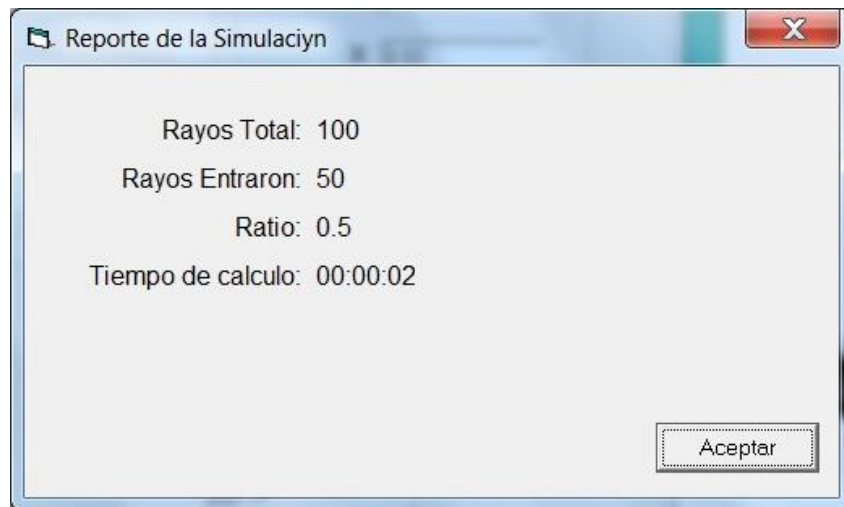 Reporte de la Simulaciyn
Rayos Total: 100
Rayos Entraron: 50
Ratio: 0.5
Tiempo de calculo: 00:00:02
Aceptar